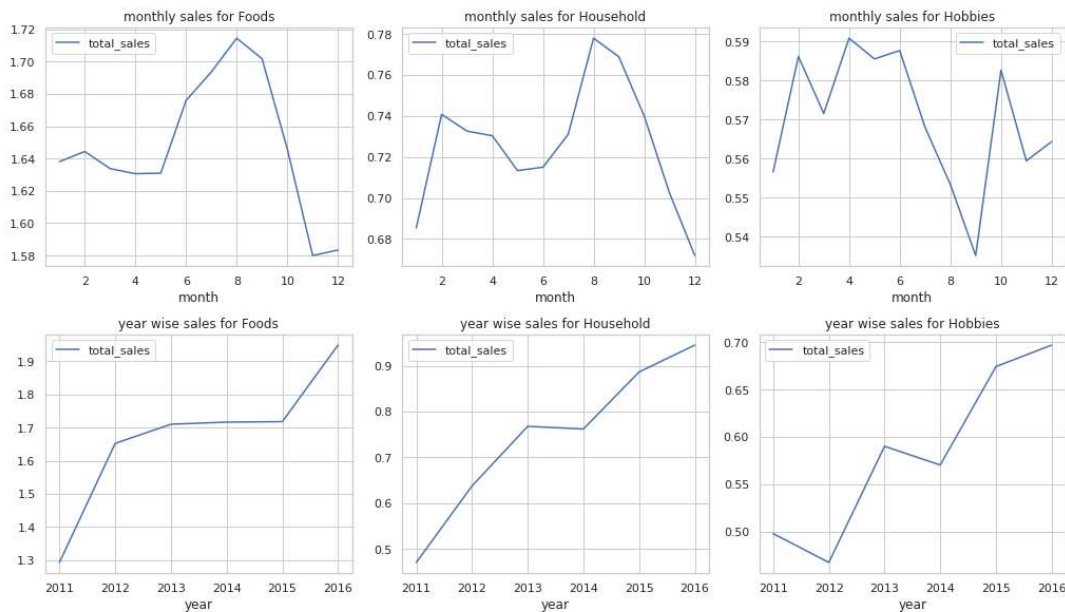 monthly sales for Foods
total_sales
1.72
1.70
1.68
1.66
1.64
1.62
1.60
1.58
2 4 6 8 10 12
month
monthly sales for Household
total_sales
0.78
0.76
0.74
0.72
0.70
0.68
2 4 6 8 10 12
month
monthly sales for Hobbies
total_sales
0.59
0.58
0.57
0.56
0.55
0.54
2 4 6 8 10 12
month
year wise sales for Foods
total_sales
1.9
1.8
1.7
1.6
1.5
1.4
1.3
2011 2012 2013 2014 2015 2016
year
year wise sales for Household
total_sales
0.9
0.8
0.7
0.6
0.5
2011 2012 2013 2014 2015 2016
year
year wise sales for Hobbies
total_sales
0.70
0.65
0.60
0.55
0.50
2011 2012 2013 2014 2015 2016
year